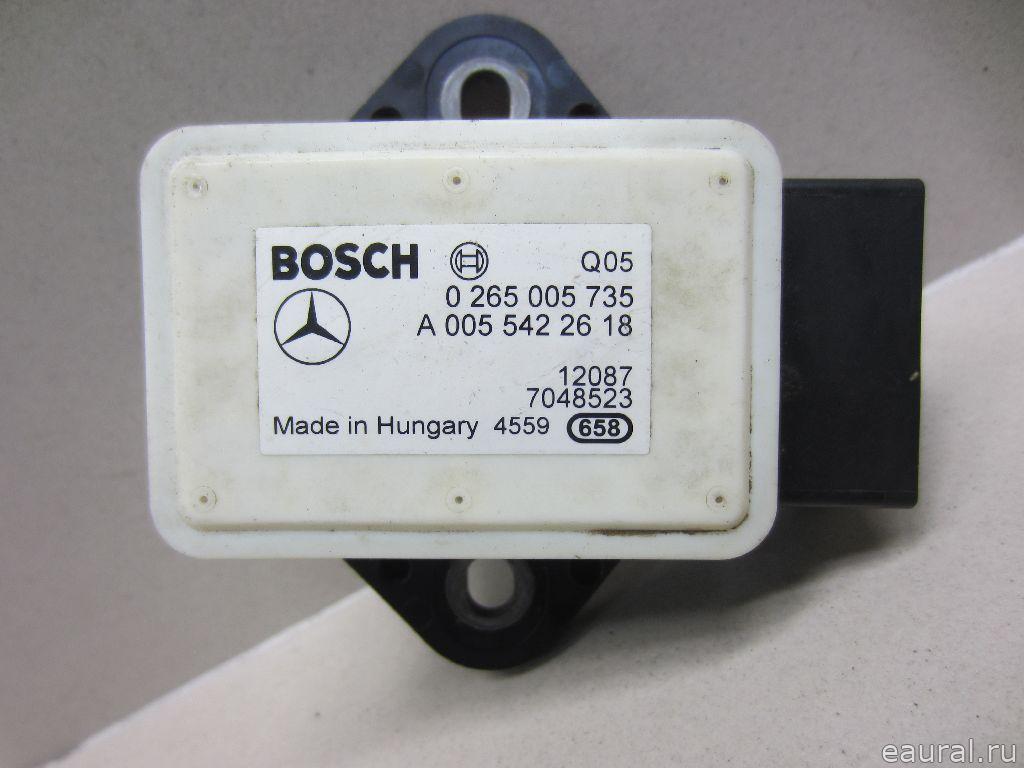 BOSCH Q05
0 265 005 735
A 005 542 26 18
12087
7048523
Made in Hungary 4559 658
eaural.ru